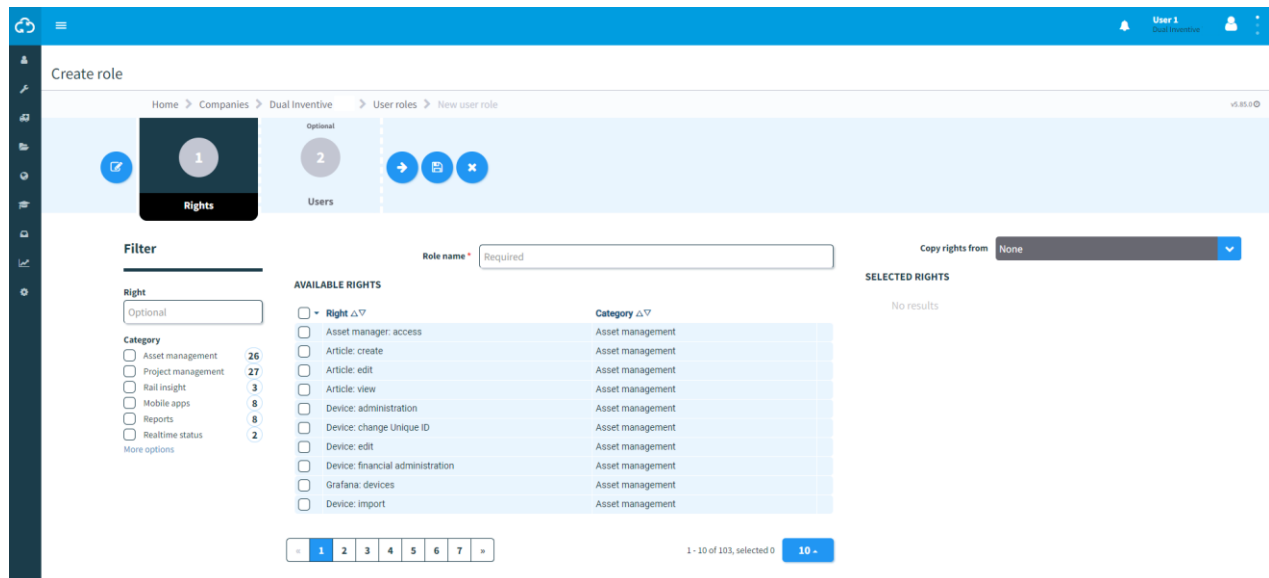 User 1
Dual Inventive
Create role
Home Companies Dual Inventive User roles New user role
v5.85.0
Optional
1 2
Rights Users
Filter
Role name * Required
Copy rights from None
SELECTED RIGHTS
No results
Right
Optional
Category
Asset management 26
Project management 27
Rail insight 3
Mobile apps 8
Reports 8
Realtime status 2
More options
AVAILABLE RIGHTS
Right Category
Asset manager: access Asset management
Article: create Asset management
Article: edit Asset management
Article: view Asset management
Device: administration Asset management
Device: change Unique ID Asset management
Device: edit Asset management
Device: financial administration Asset management
Grafana: devices Asset management
Device: import Asset management
« 1 2 3 4 5 6 7 »
1 - 10 of 103, selected 0 10